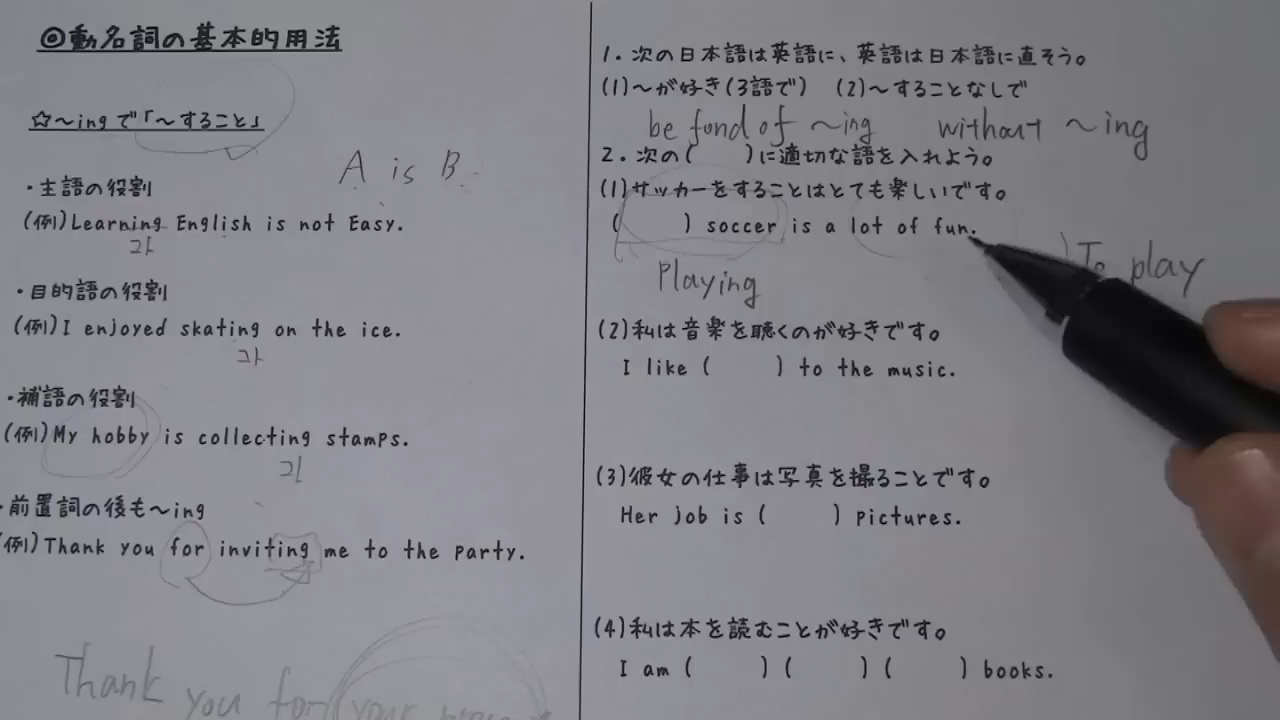 ◎動名詞の基本的用法
☆~ingで「~すること」
A is B
・主語の役割
(例)Learning English is not Easy.
コト
・目的語の役割
(例)I enjoyed skating on the ice.
コト
・補語の役割
(例)My hobby is collecting stamps.
コト
・前置詞の後も~ing
(例)Thank you for inviting me to the party.
Thank you for your
1.次の日本語は英語に、英語は日本語に直そう。
(1)~が好き(3語で) (2)~することなしで
be fond of ~ing without ~ing
2.次の( )に適切な語を入れよう。
(1)サッカーをすることはとても楽しいです。
( ) soccer is a lot of fun.
Playing
To play
(2)私は音楽を聴くのが好きです。
I like ( ) to the music.
(3)彼女の仕事は写真を撮ることです。
Her job is ( ) pictures.
(4)私は本を読むことが好きです。
I am ( ) ( ) ( ) books.